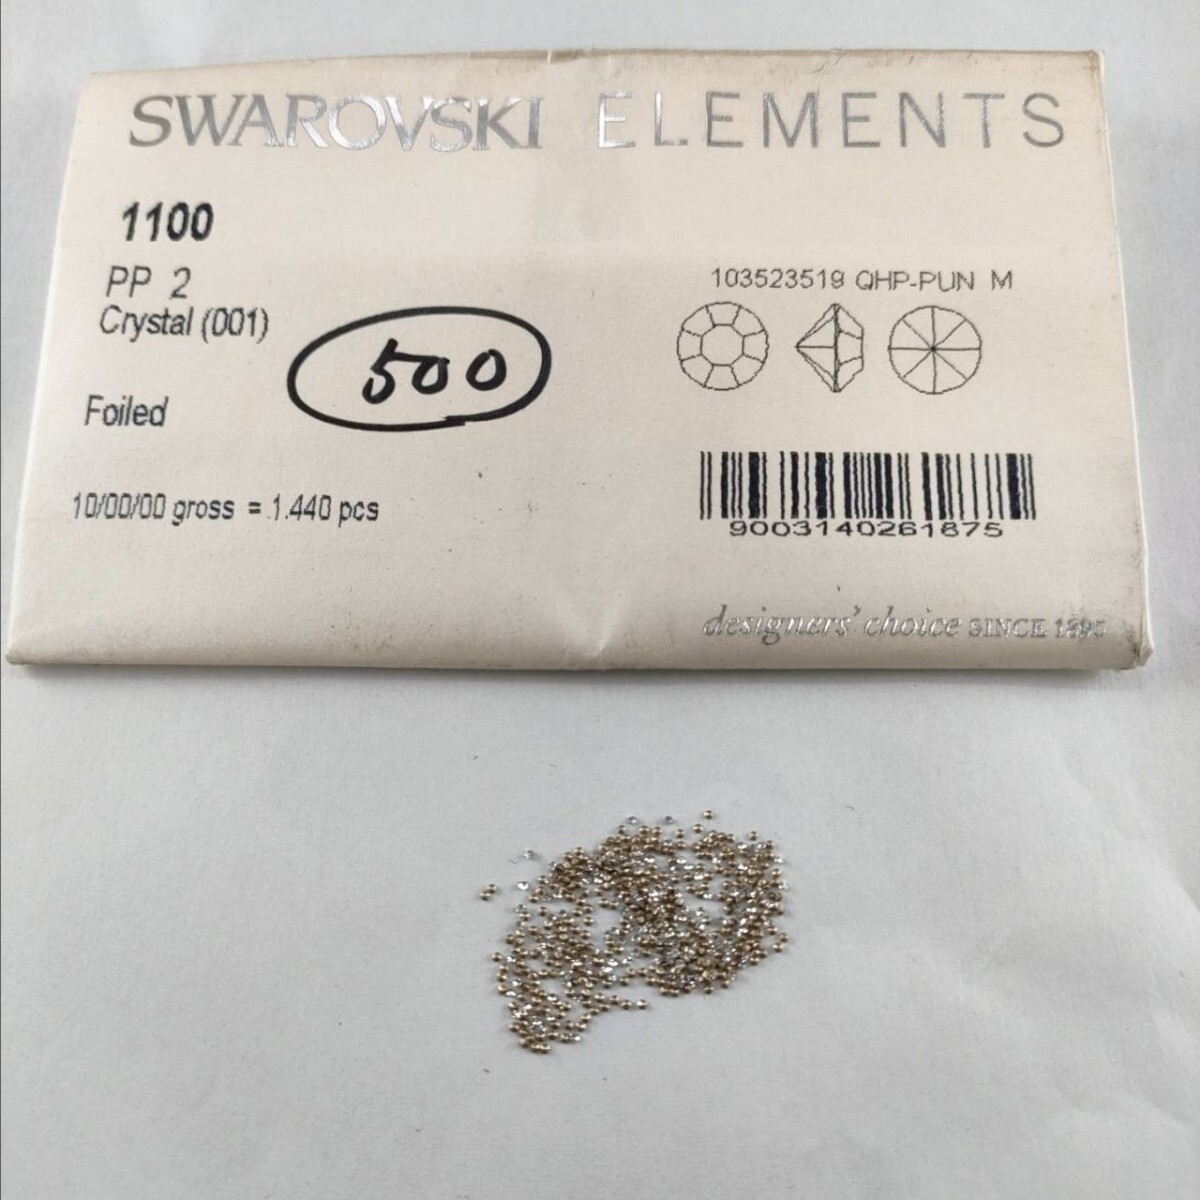 SWAROVSKI ELEMENTS
1100
PP 2
Crystal (001)
500
Foiled
10/00/00 gross = 1.440 pcs
103523519 QHP-PUN M
9003140261875
designers' choice SINCE 1895